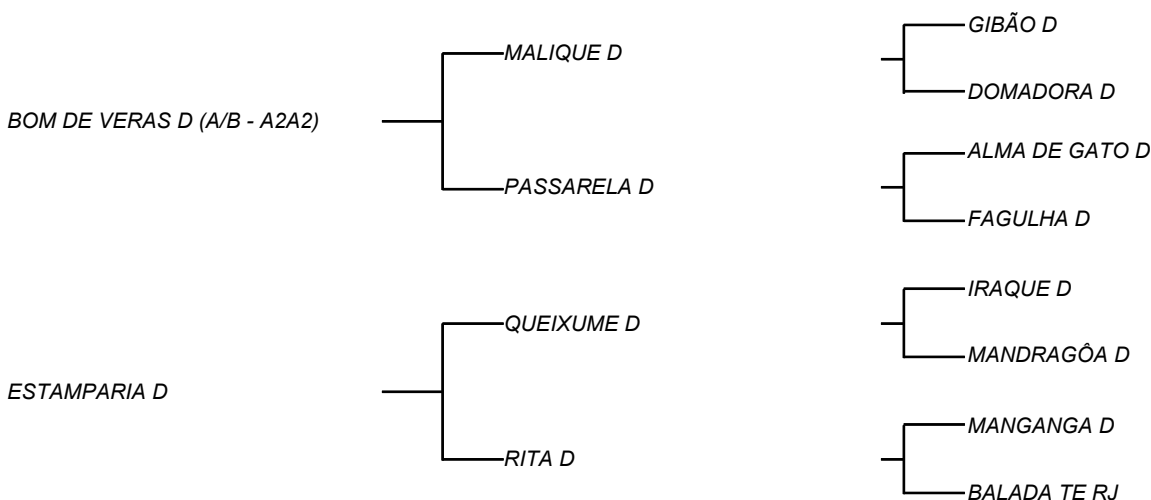 GIBÃO D
MALIQUE D
DOMADORA D
BOM DE VERAS D (A/B - A2A2)
ALMA DE GATO D
PASSARELA D
FAGULHA D
IRAQUE D
QUEIXUME D
MANDRAGÔA D
ESTAMPARIA D
MANGANGA D
RITA D
BALADA TE RJ